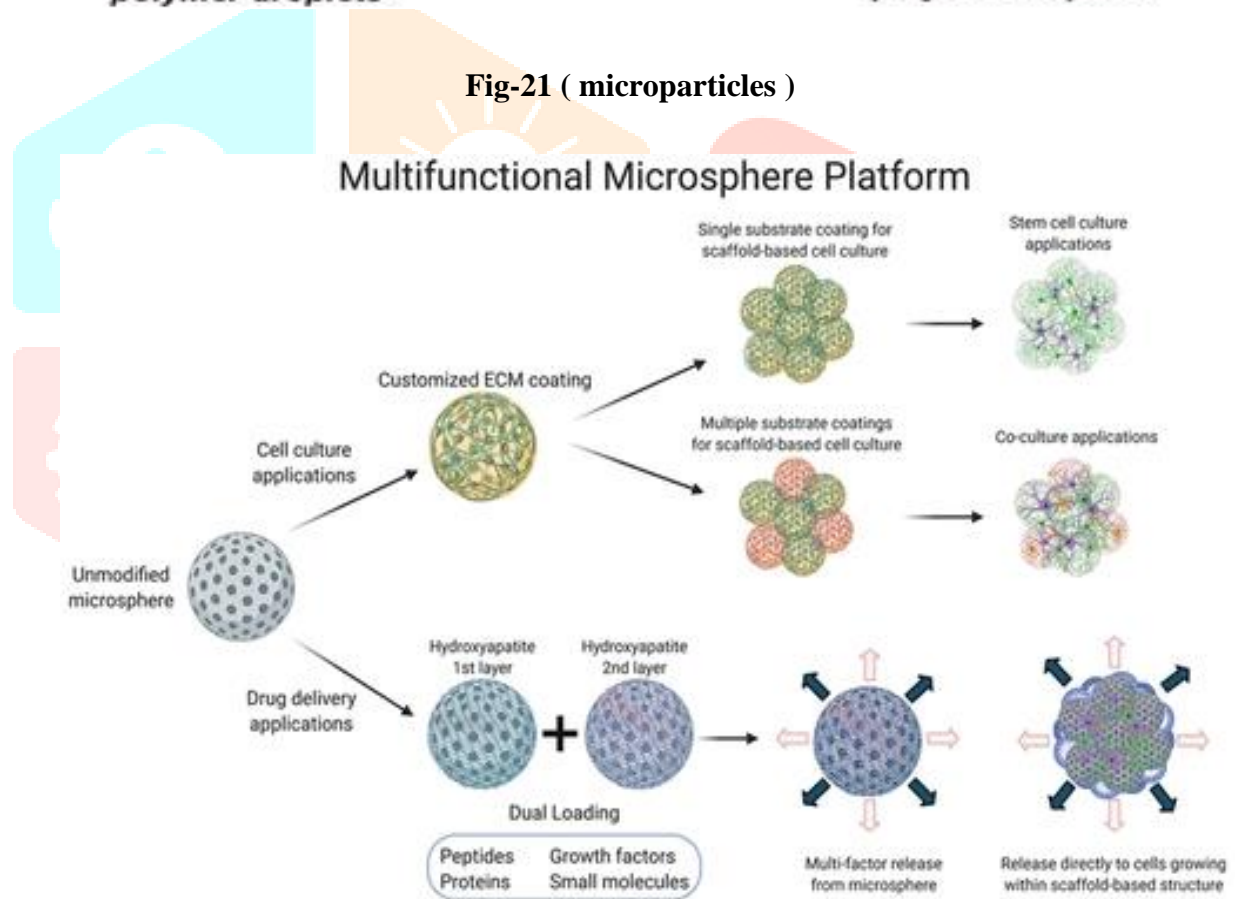 polymer droplets
Fig-21 ( microparticles )
Multifunctional Microsphere Platform
Single substrate coating for
scaffold-based cell culture
Stem cell culture
applications
Customized ECM coating
Multiple substrate coatings
for scaffold-based cell culture
Co-culture applications
Cell culture
applications
Unmodified
microsphere
Drug delivery
applications
Hydroxyapatite
1st layer
+
Hydroxyapatite
2nd layer
Dual Loading
Peptides Growth factors
Proteins Small molecules
Multi-factor release
from microsphere
Release directly to cells growing
within scaffold-based structure